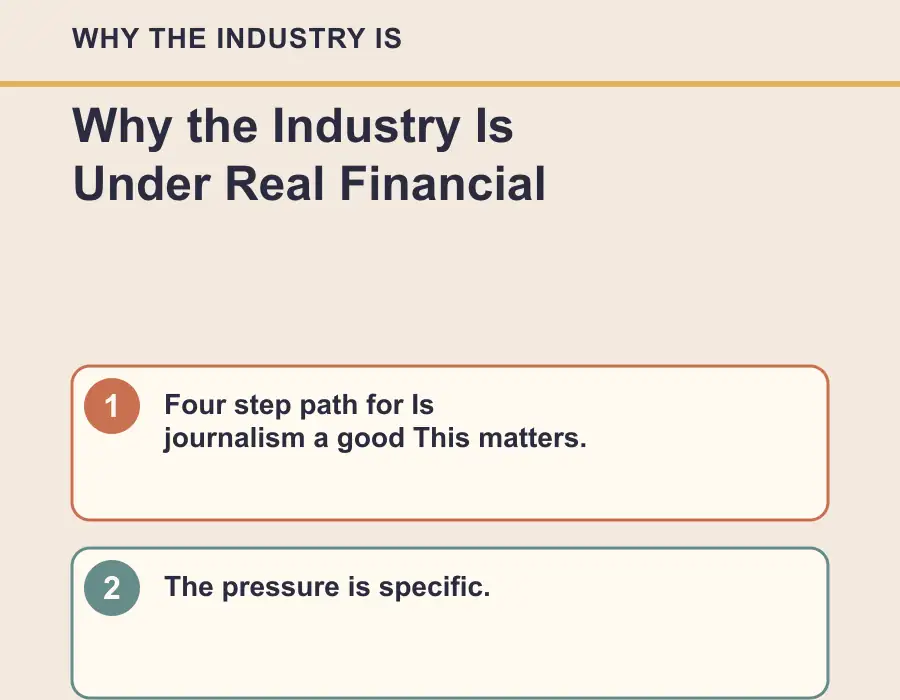 WHY THE INDUSTRY IS
Why the Industry Is
Under Real Financial
1
Four step path for Is
journalism a good This matters.
2
The pressure is specific.